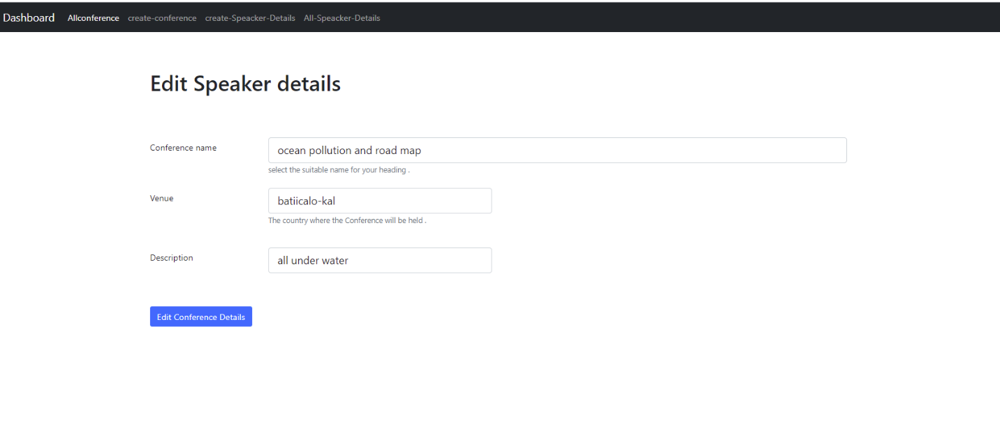 Dashboard Allconference create-conference create-Speacker-Details All-Speacker-Details
Edit Speaker details
Conference name ocean pollution and road map
select the suitable name for your heading .
Venue batiicalo-kal
The country where the Conference will be held .
Description all under water
Edit Conference Details